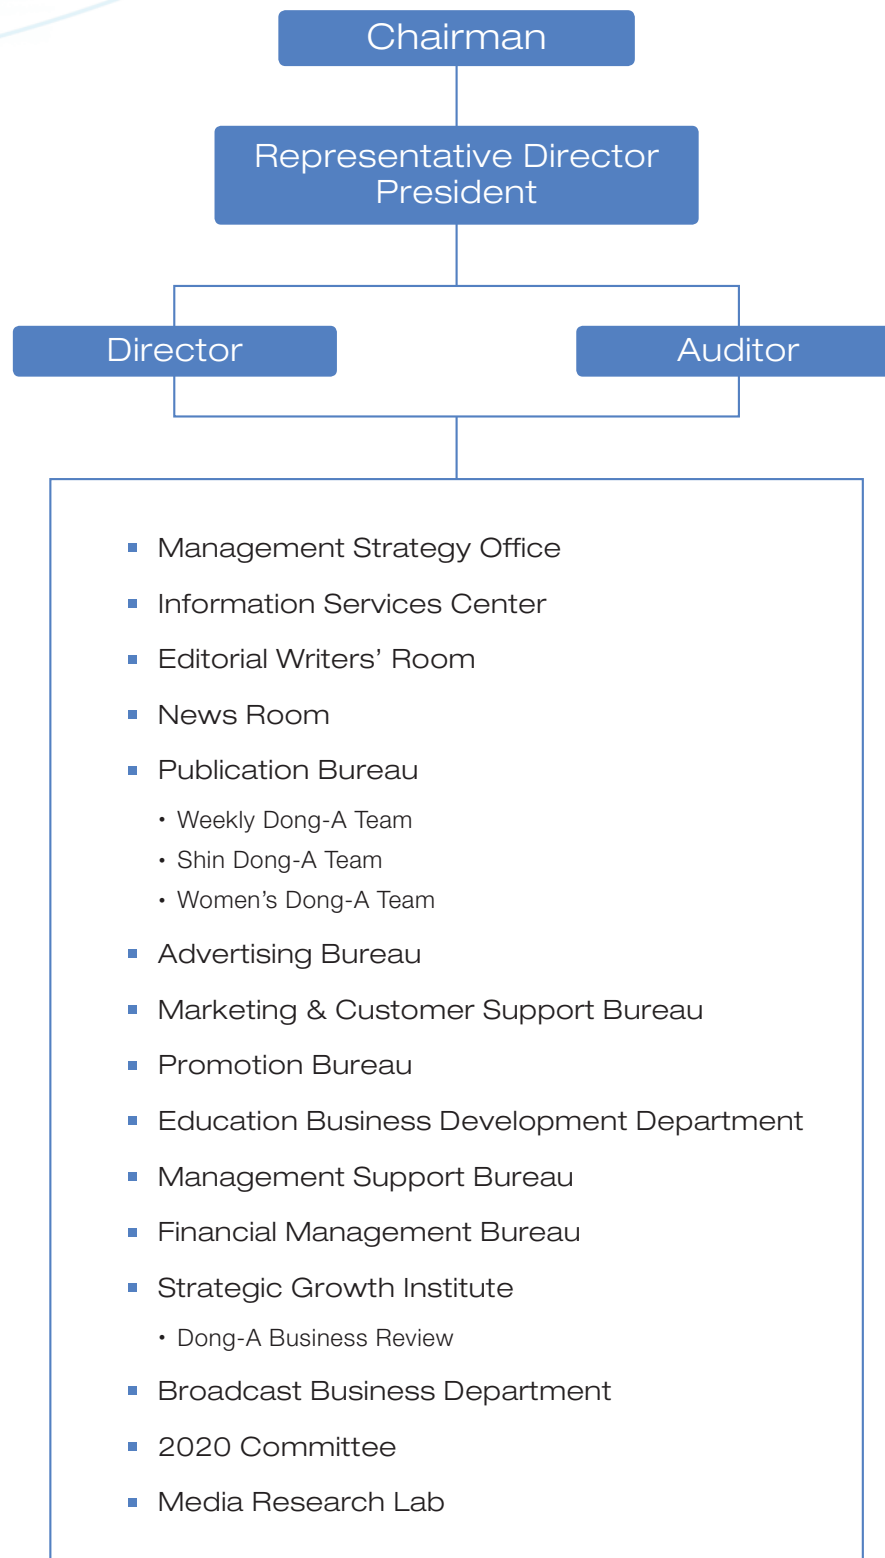 Chairman
Representative Director
President
Director
Auditor
Management Strategy Office
Information Services Center
Editorial Writers’ Room
News Room
Publication Bureau
Weekly Dong-A Team
Shin Dong-A Team
Women’s Dong-A Team
Advertising Bureau
Marketing & Customer Support Bureau
Promotion Bureau
Education Business Development Department
Management Support Bureau
Financial Management Bureau
Strategic Growth Institute
Dong-A Business Review
Broadcast Business Department
2020 Committee
Media Research Lab